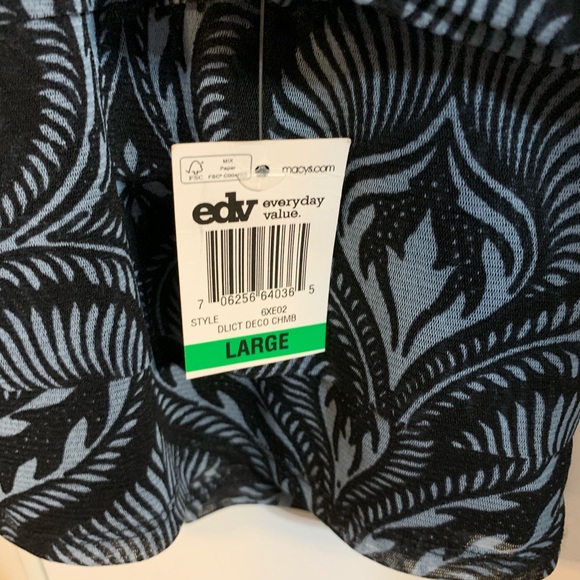 MIX
Paper
FSC
macys.com
edv everyday value.
7 06256 64036 5
STYLE 6XE02
DLICT DECO CHMB
LARGE